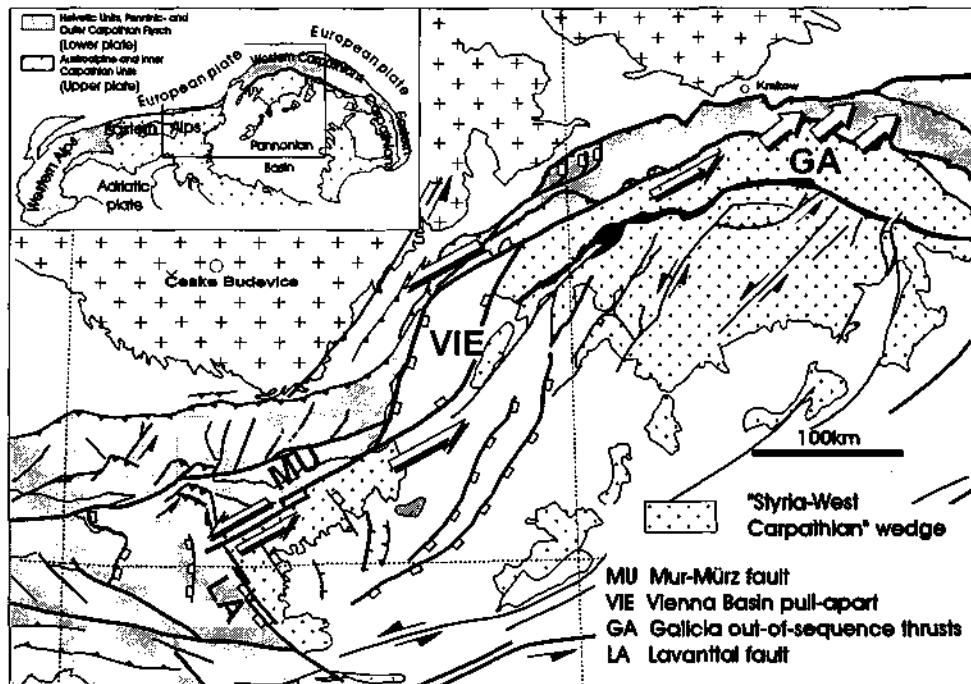 Helvetic Units, Penninic- and
Outer Carpathian Flysch
(Lower plate)
Austroalpine and Inner
Carpathian Units
(Upper plate)
European plate
European plate
Western Carpathians
Eastern
Carpathians
Eastern Alps
Western Alps
Pannonian
Basin
Adriatic
plate
Krakow
GA
Česke Budevice
VIE
MU
LA
100km
"Styria-West
Carpathian" wedge
MU Mur-Mürz fault
VIE Vienna Basin pull-apart
GA Galicia out-of-sequence thrusts
LA Lavanttal fault